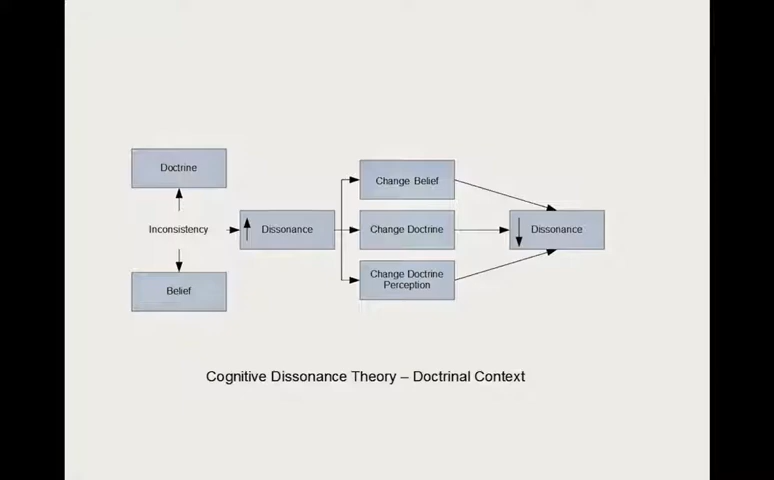 Doctrine
Inconsistency
Belief
Dissonance
Change Belief
Change Doctrine
Change Doctrine
Perception
Dissonance
Cognitive Dissonance Theory – Doctrinal Context